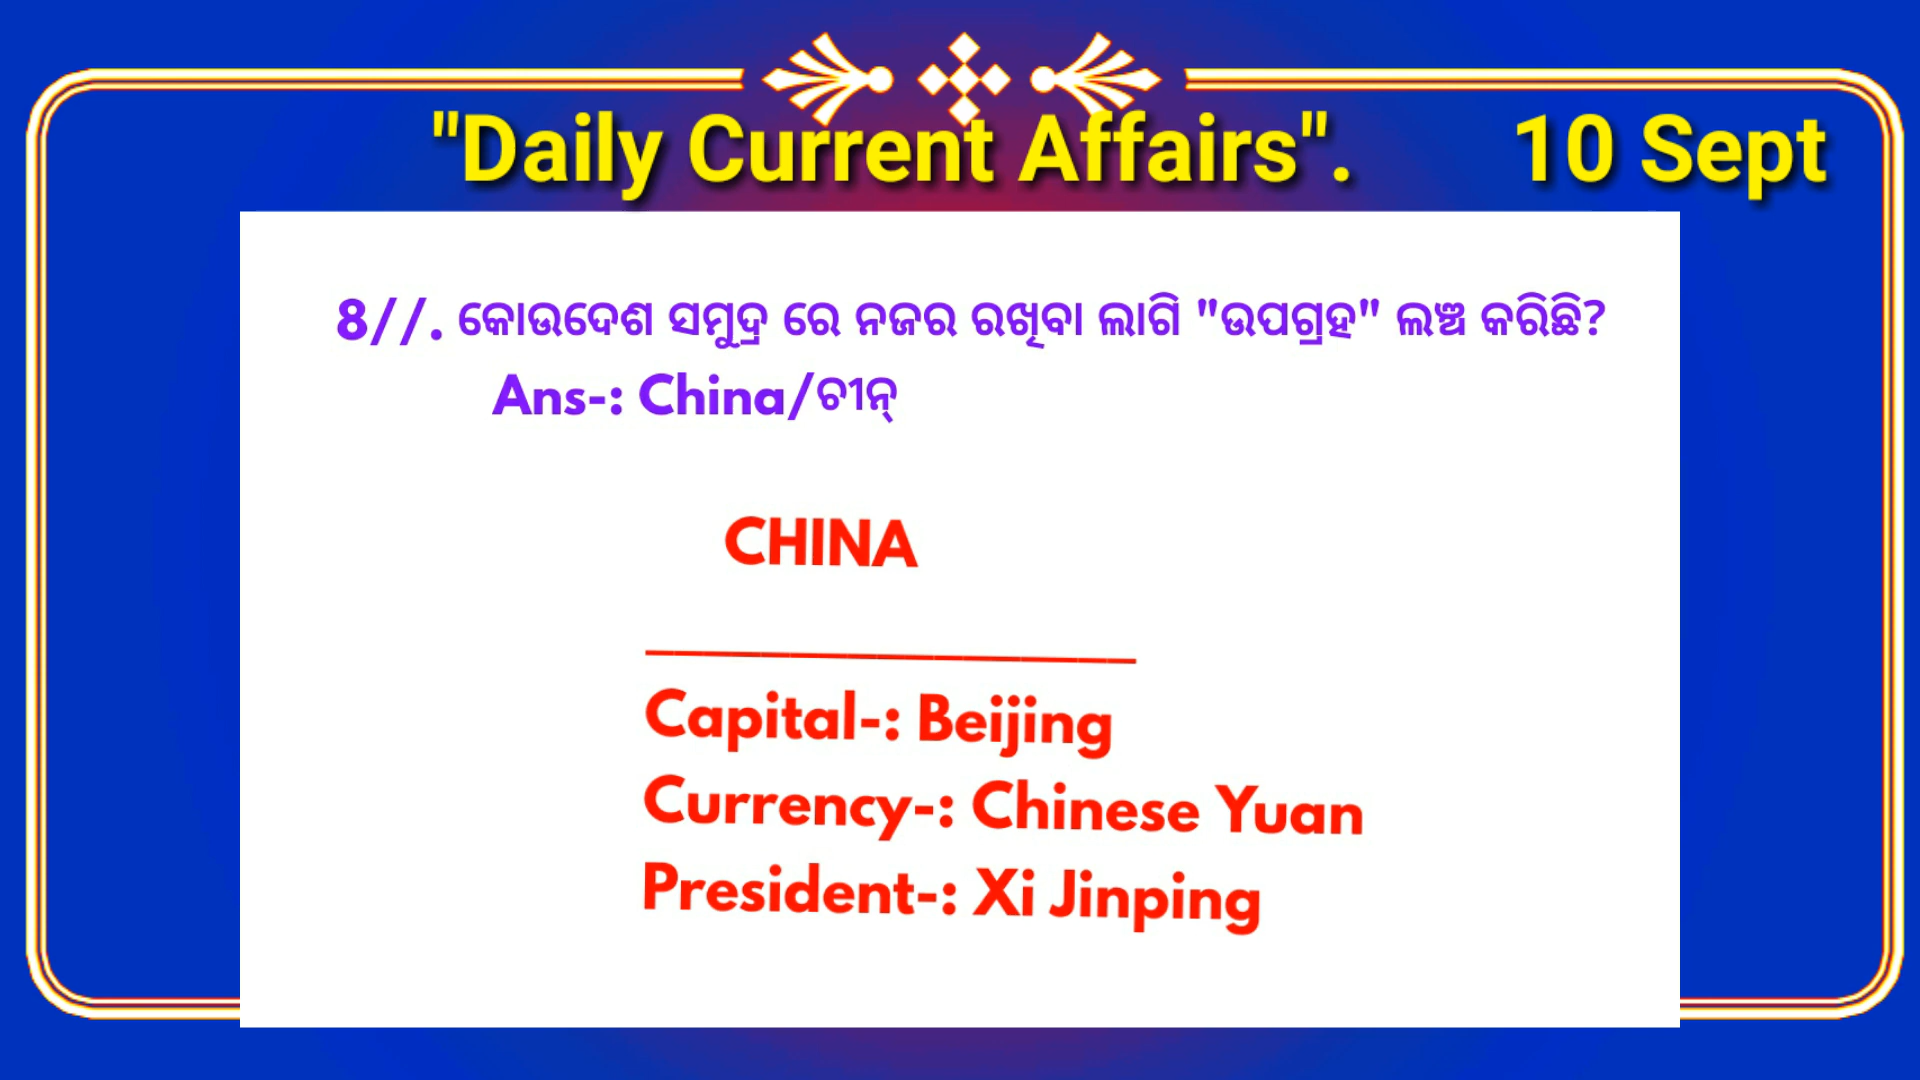 "Daily Current Affairs". 10 Sept
8//. କୋଉଦେଶ ସମୁଦ୍ର ରେ ନଜର ରଖିବା ଲାଗି "ଉପଗ୍ରହ" ଲଞ୍ଚ କରିଛି?
Ans-: China/ଚୀନ୍
CHINA
Capital-: Beijing
Currency-: Chinese Yuan
President-: Xi Jinping